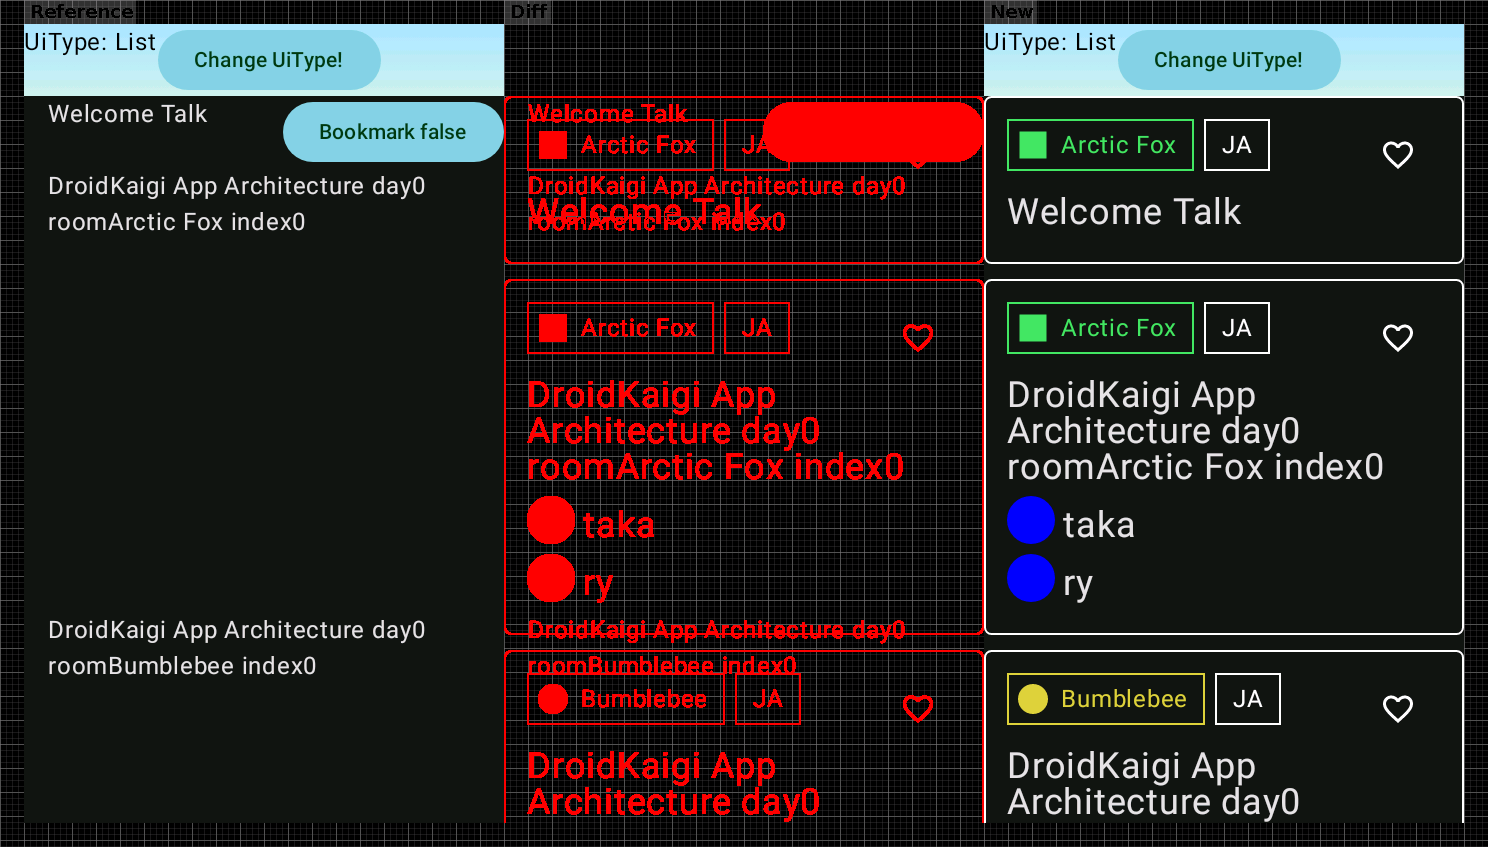 Reference
UiType: List
Change UiType!
Welcome Talk
Bookmark false
DroidKaigi App Architecture day0
roomArctic Fox index0
DroidKaigi App Architecture day0
roomBumblebee index0
Diff
Welcome Talk
Arctic Fox
JA
DroidKaigi App Architecture day0
Welcome Talk
roomArctic Fox index0
Arctic Fox
JA
DroidKaigi App
Architecture day0
roomArctic Fox index0
taka
ry
DroidKaigi App Architecture day0
roomBumblebee index0
Bumblebee
JA
DroidKaigi App
Architecture day0
New
UiType: List
Change UiType!
Arctic Fox
JA
Welcome Talk
Arctic Fox
JA
DroidKaigi App
Architecture day0
roomArctic Fox index0
taka
ry
Bumblebee
JA
DroidKaigi App
Architecture day0